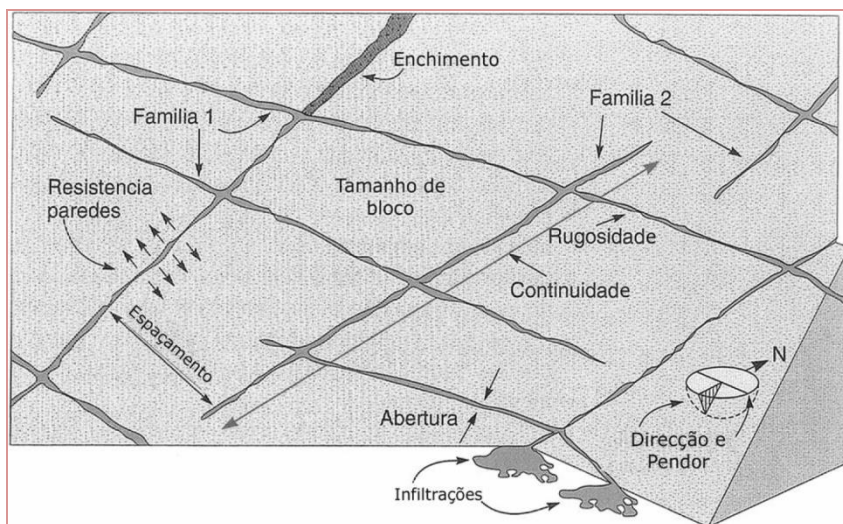 Enchimento
Familia 1
Familia 2
Resistencia
paredes
Tamanho de
bloco
Rugosidade
Continuidade
Espaçamento
N
Abertura
Direcção e
Pendor
Infiltrações